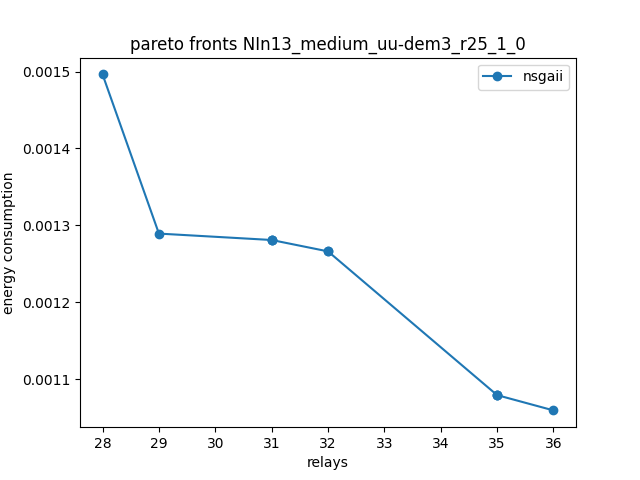 pareto fronts NIn13_medium_uu-dem3_r25_1_0
nsgaii
energy consumption
0.0015
0.0014
0.0013
0.0012
0.0011
28 29 30 31 32 33 34 35 36
relays